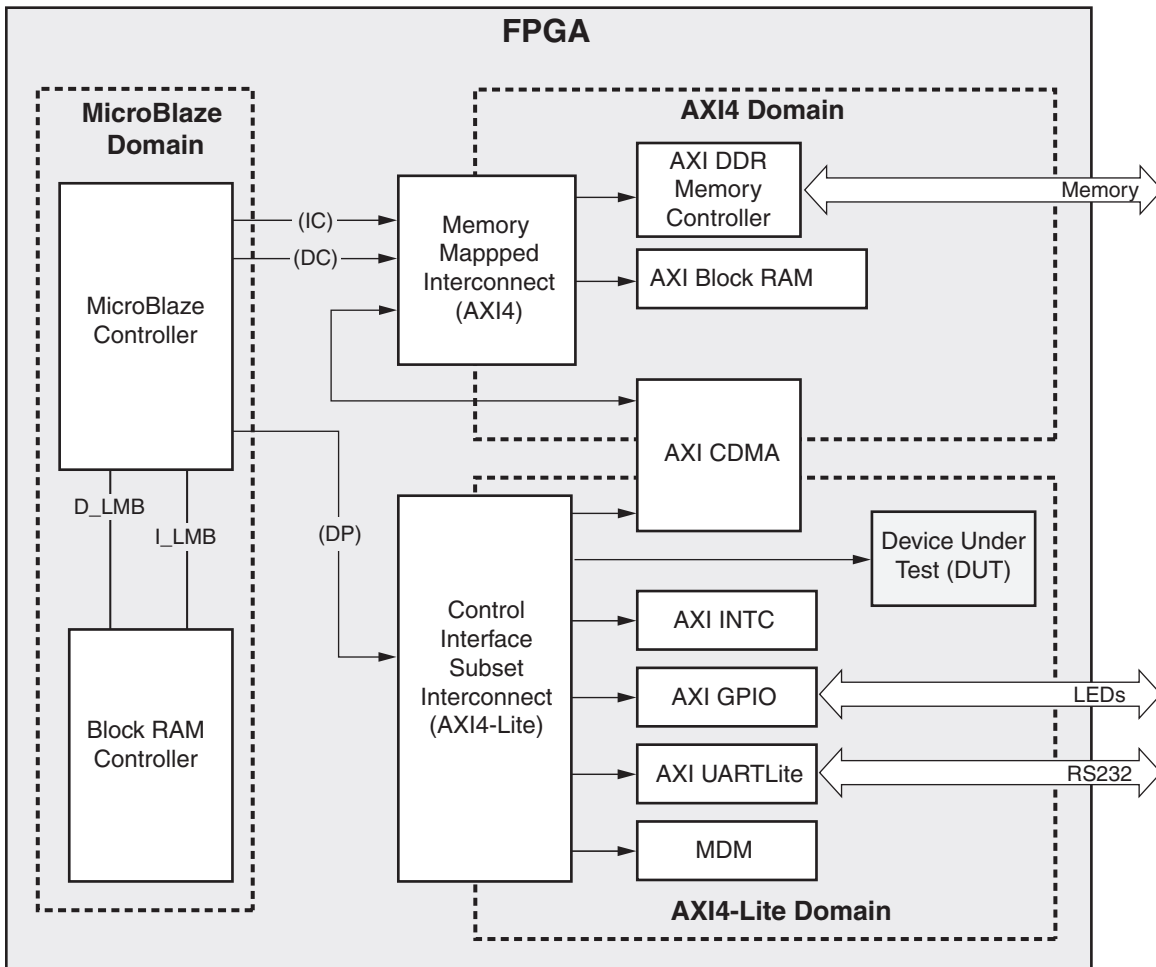 FPGA
MicroBlaze
Domain
MicroBlaze
Controller
D_LMB
I_LMB
Block RAM
Controller
(IC)
(DC)
(DP)
AXI4 Domain
Memory
Mappped
Interconnect
(AXI4)
AXI DDR
Memory
Controller
Memory
AXI Block RAM
AXI CDMA
Control
Interface
Subset
Interconnect
(AXI4-Lite)
Device Under
Test (DUT)
AXI INTC
AXI GPIO
LEDs
AXI UARTLite
RS232
MDM
AXI4-Lite Domain